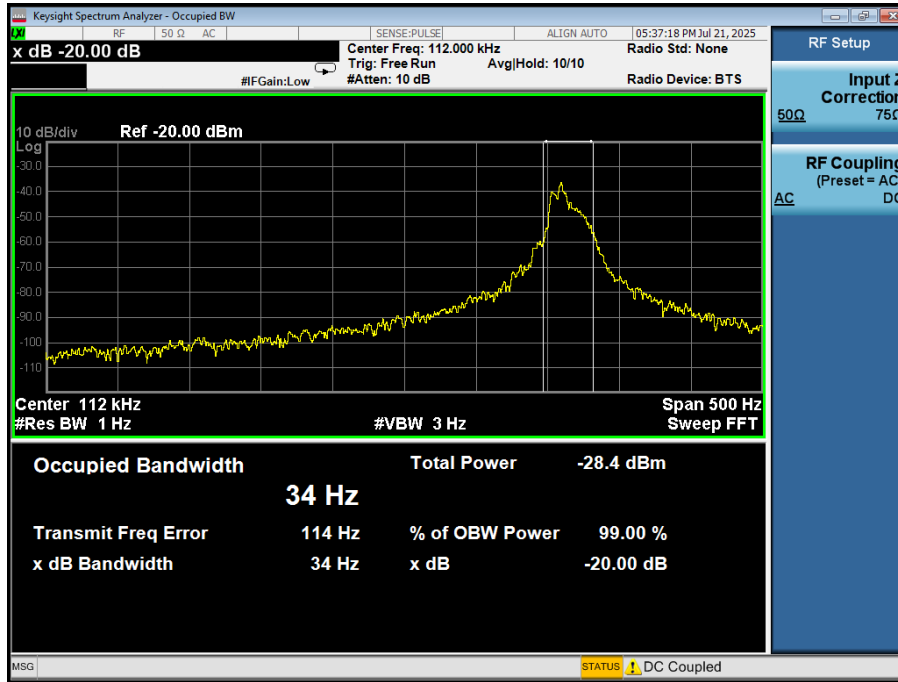 Keysight Spectrum Analyzer - Occupied BW
LXI RF 50 Ω AC SENSE:PULSE ALIGN AUTO 05:37:18 PM Jul 21, 2025
x dB -20.00 dB
Center Freq: 112.000 kHz Radio Std: None
Trig: Free Run Avg|Hold: 10/10
#IFGain:Low #Atten: 10 dB Radio Device: BTS
RF Setup
Input Z
Correction
50Ω 75Ω
RF Coupling
(Preset = AC
AC DC
10 dB/div Ref -20.00 dBm
Log
-30.0
-40.0
-50.0
-60.0
-70.0
-80.0
-90.0
-100
-110
Center 112 kHz Span 500 Hz
#Res BW 1 Hz #VBW 3 Hz Sweep FFT
Occupied Bandwidth Total Power -28.4 dBm
34 Hz
Transmit Freq Error 114 Hz % of OBW Power 99.00 %
x dB Bandwidth 34 Hz x dB -20.00 dB
MSG STATUS DC Coupled